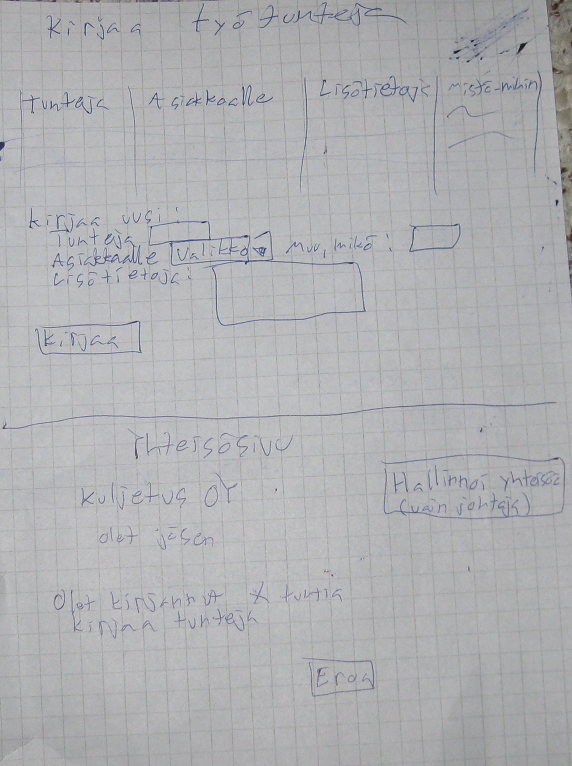 Kirjaa työtunteja
Tunteja Asiakkaalle Lisätietoja mistä-mihin
Kirjaa uusi:
Tunteja
Asiakkaalle Valikko Muu, mikä:
Lisätietoja:
Kirjaa
Yhteisösivu
Kuljetus OY
Hallinnoi yhteisöä
(vain johtaja)
olet jäsen
Olet kirjannut X tuntia
kirjaa tunteja
Eroa